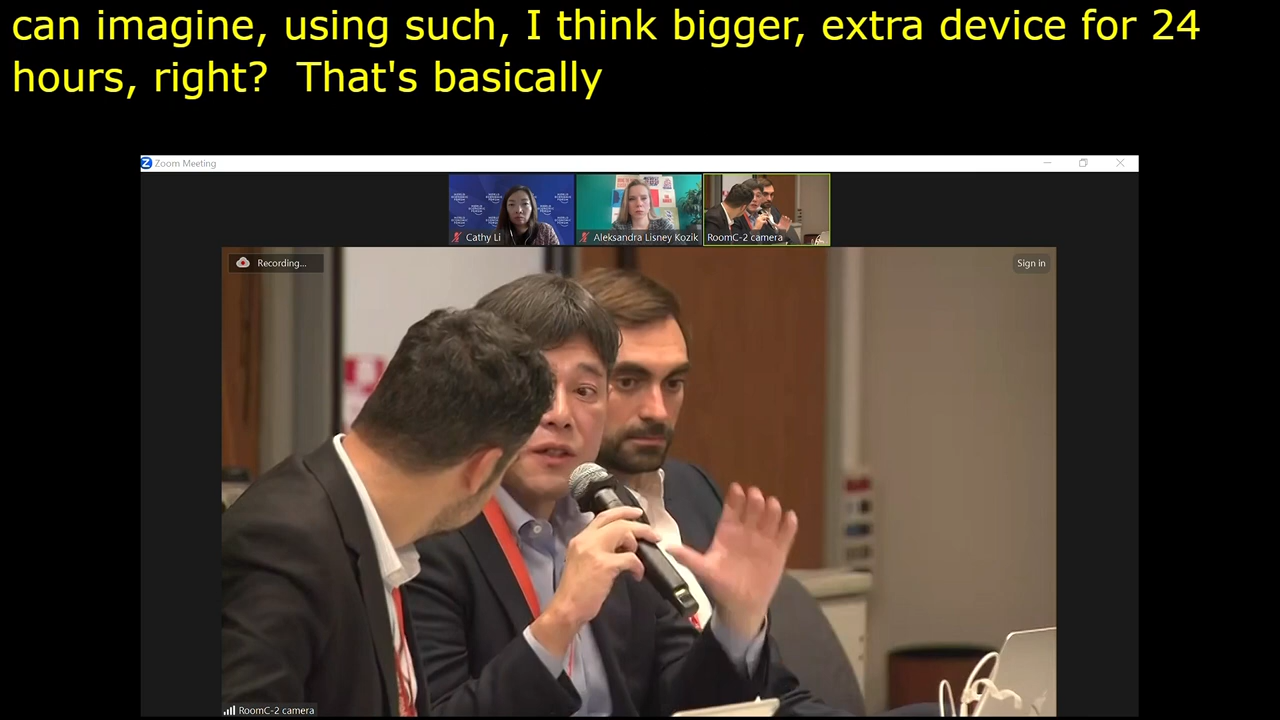 can imagine, using such, I think bigger, extra device for 24
hours, right?  That's basically
Zoom Meeting
Cathy Li
Aleksandra Lisney Kozik
RoomC-2 camera
Recording...
Sign in
RoomC-2 camera